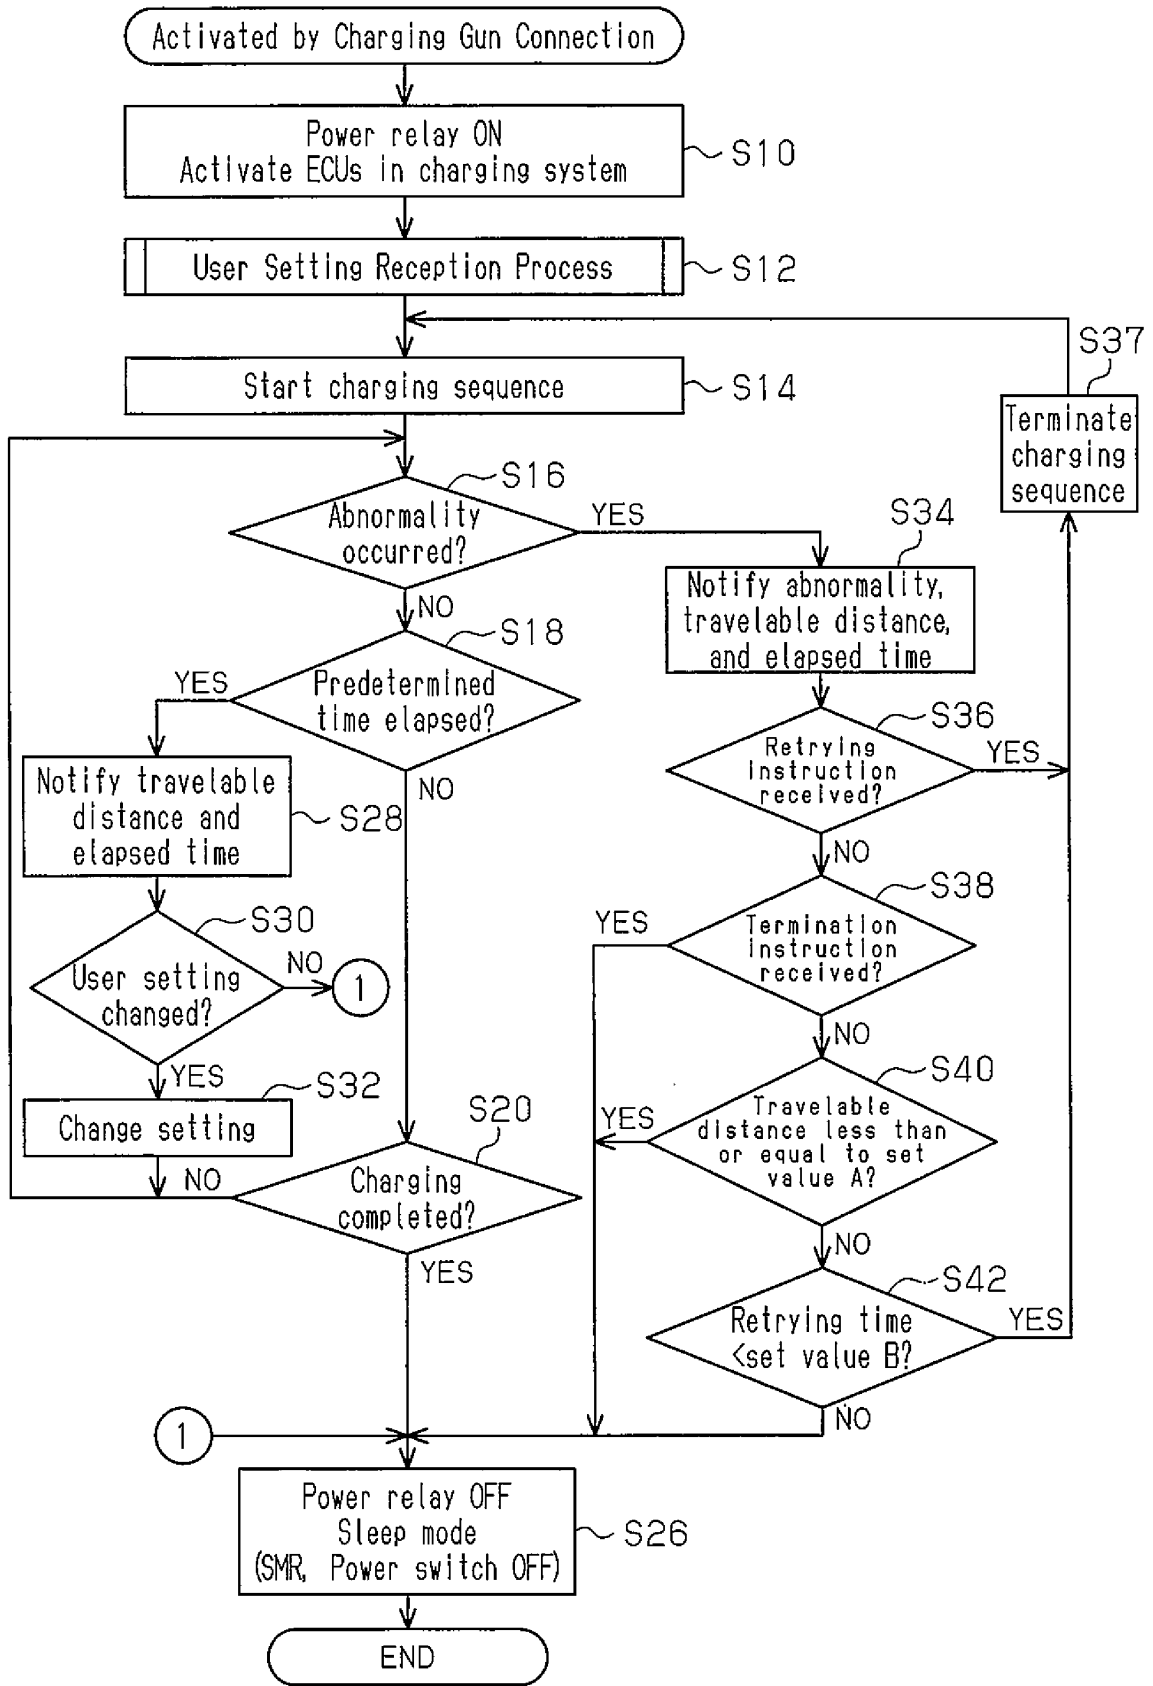 Activated by Charging Gun Connection
Power relay ON
Activate ECUs in charging system
S10
User Setting Reception Process
S12
S37
Start charging sequence
S14
Terminate
charging
sequence
S16
Abnormality
occurred?
YES
NO
S34
Notify abnormality,
travelable distance,
and elapsed time
S18
Predetermined
time elapsed?
YES
NO
S36
Retrying
instruction
received?
YES
NO
Notify travelable
distance and
elapsed time
S28
S38
Termination
instruction
received?
YES
NO
S30
User setting
changed?
NO
1
YES
S32
Change setting
S40
Travelable
distance less than
or equal to set
value A?
YES
NO
S20
Charging
completed?
NO
YES
S42
Retrying time
<set value B?
YES
NO
1
Power relay OFF
Sleep mode
(SMR, Power switch OFF)
S26
END